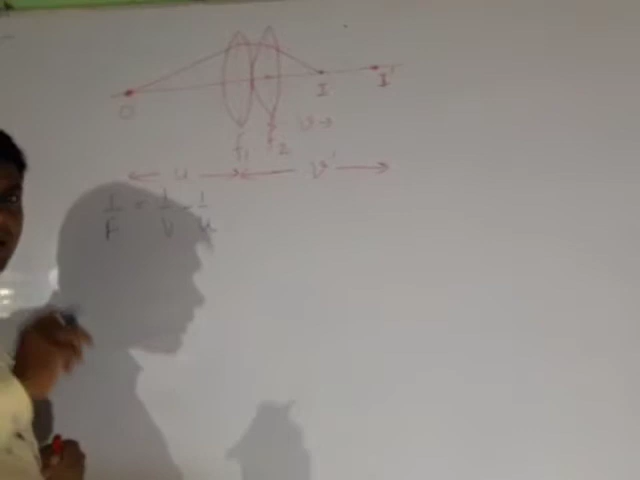 O I I'
f₁ f₂ v→
← u → ← v' →
1/F = 1/v - 1/u